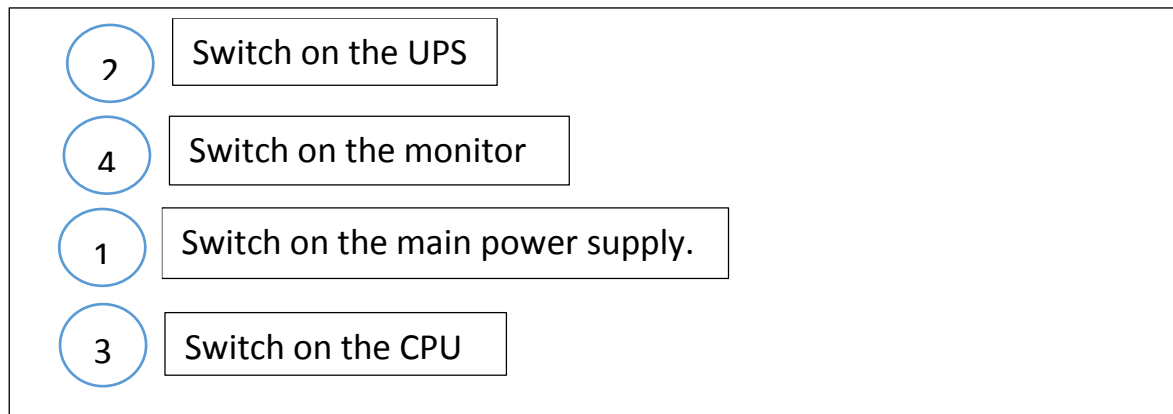 2 Switch on the UPS
4 Switch on the monitor
1 Switch on the main power supply.
3 Switch on the CPU